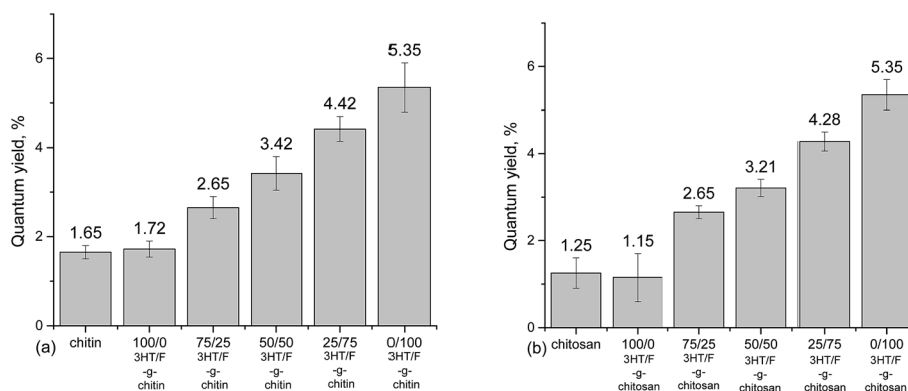 Quantum yield, %
6
4
2
0
1.65
1.72
2.65
3.42
4.42
5.35
chitin
100/0
3HT/F
-g-
chitin
75/25
3HT/F
-g-
chitin
50/50
3HT/F
-g-
chitin
25/75
3HT/F
-g-
chitin
0/100
3HT/F
-g-
chitin
(a)
Quantum yield, %
6
4
2
0
1.25
1.15
2.65
3.21
4.28
5.35
chitosan
100/0
3HT/F
-g-
chitosan
75/25
3HT/F
-g-
chitosan
50/50
3HT/F
-g-
chitosan
25/75
3HT/F
-g-
chitosan
0/100
3HT/F
-g-
chitosan
(b)